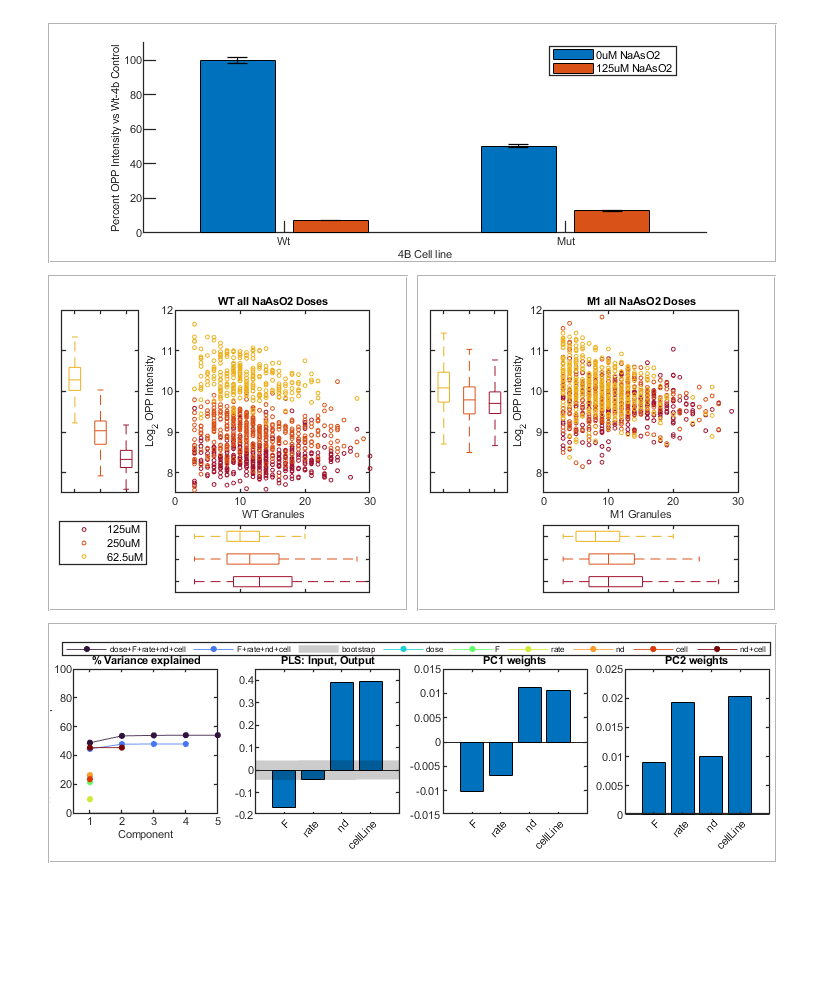 Percent OPP Intensity vs Wt-4b Control
100
80
60
40
20
0
0uM NaAsO2
125uM NaAsO2
Wt
Mut
4B Cell line
WT all NaAsO2 Doses
Log2 OPP Intensity
12
11
10
9
8
0
10
20
30
WT Granules
125uM
250uM
62.5uM
M1 all NaAsO2 Doses
Log2 OPP Intensity
12
11
10
9
8
0
10
20
30
M1 Granules
dose+F+rate+nd+cell
F+rate+nd+cell
bootstrap
dose
F
rate
nd
cell
nd+cell
% Variance explained
100
80
60
40
20
0
1
2
3
4
5
Component
PLS: Input, Output
0.4
0.3
0.2
0.1
0
-0.1
-0.2
F
rate
nd
cellLine
PC1 weights
0.015
0.01
0.005
0
-0.005
-0.01
-0.015
F
rate
nd
cellLine
PC2 weights
0.025
0.02
0.015
0.01
0.005
0
F
rate
nd
cellLine